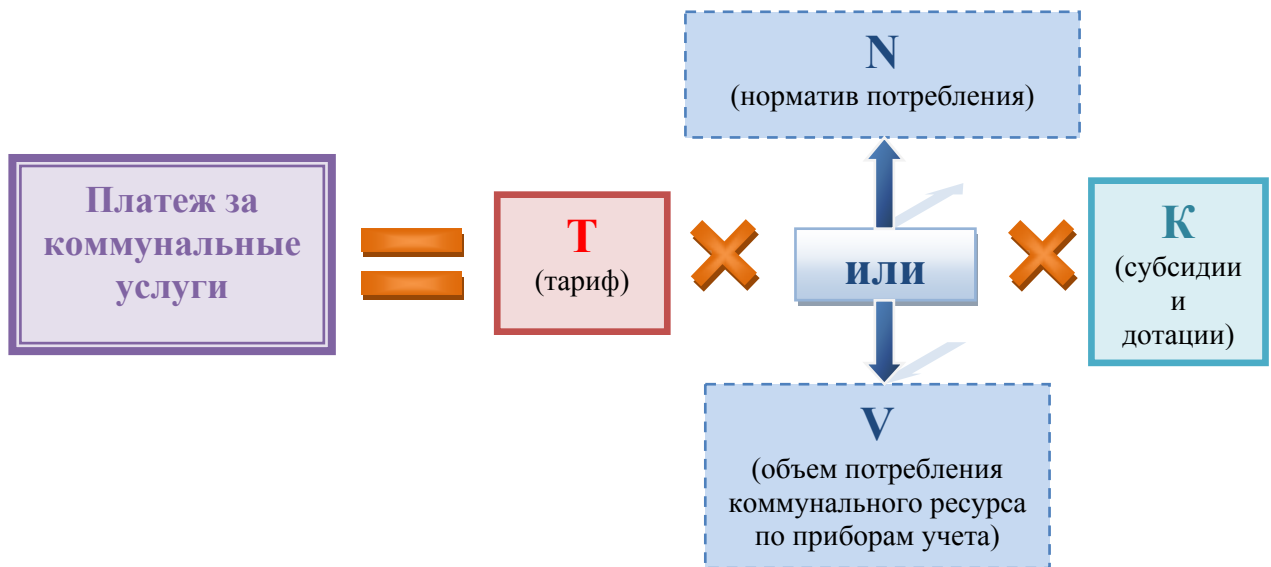 N
(норматив потребления)
Платеж за
коммунальные
услуги
Т
(тариф)
или
К
(субсидии
и
дотации)
V
(объем потребления
коммунального ресурса
по приборам учета)